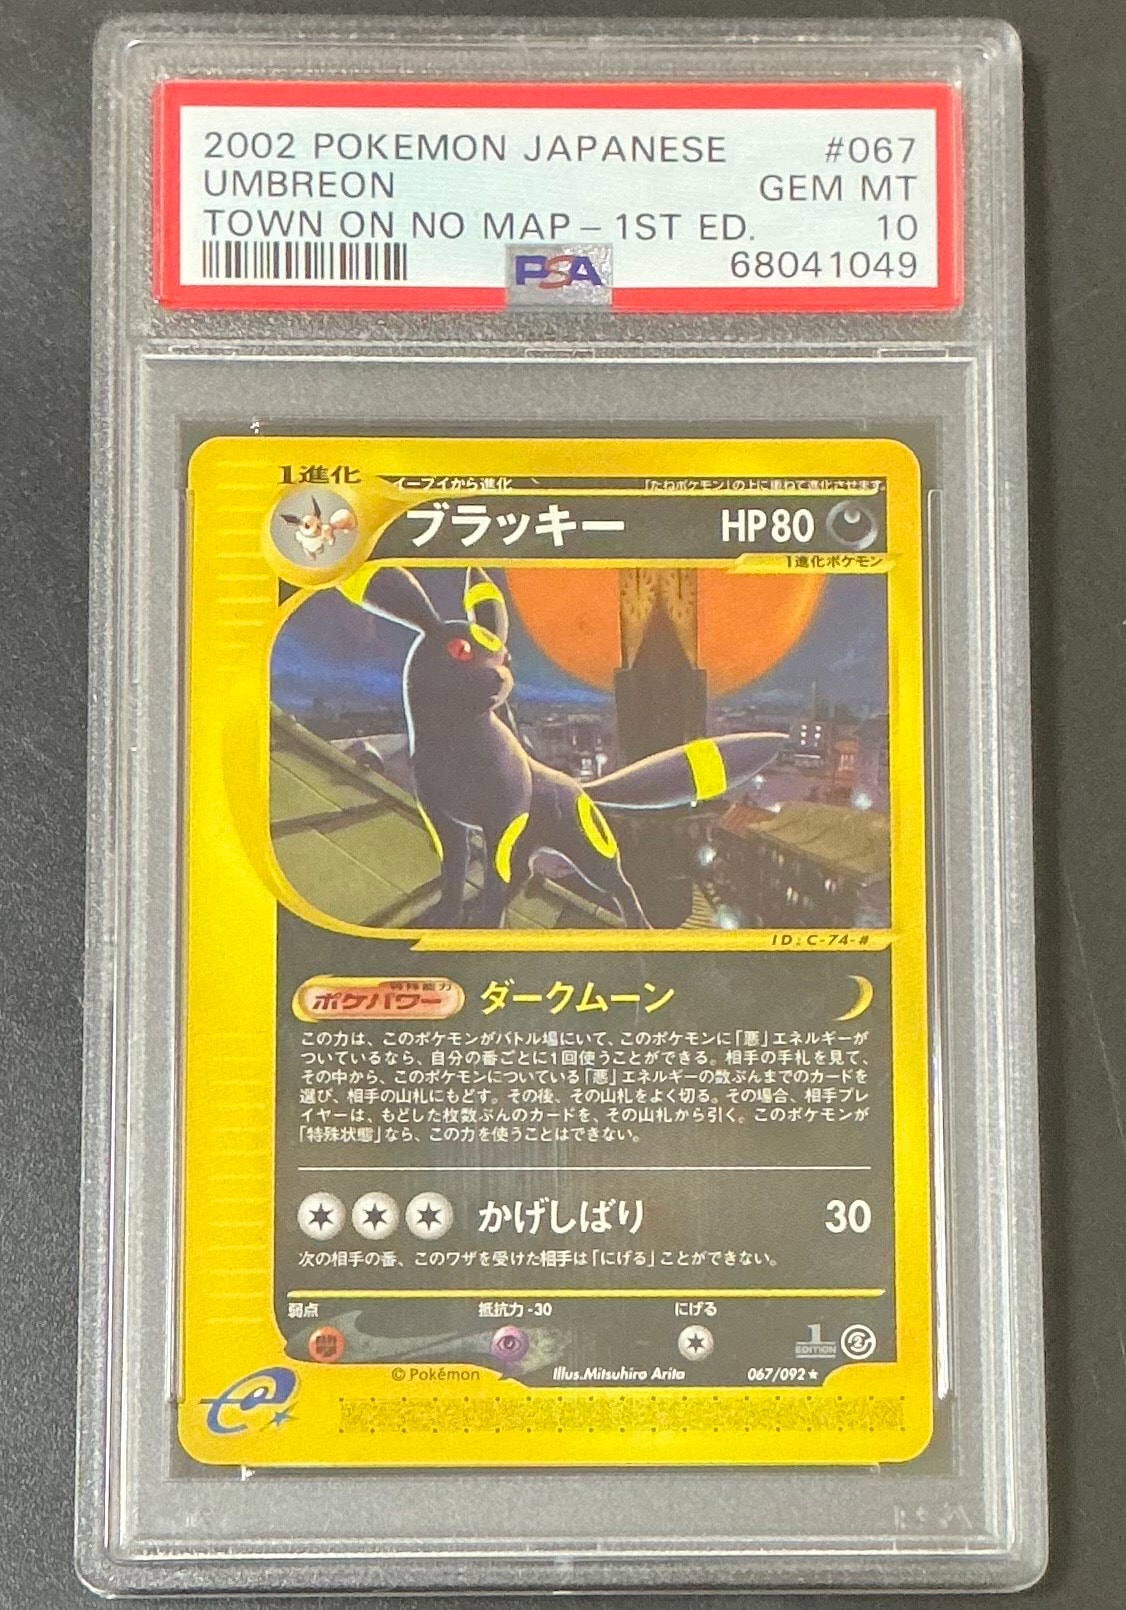 2002 POKEMON JAPANESE #067
UMBREON GEM MT
TOWN ON NO MAP - 1ST ED. 10
PSA 68041049
1進化
イーブイから進化 「たねポケモン」の上に重ねて進化させます。
ブラッキー HP80
1進化ポケモン
ID: C-74-#
特殊能力
ポケパワー ダークムーン
この力は、このポケモンがバトル場にいて、このポケモンに「悪」エネルギーが
ついているなら、自分の番ごとに1回使うことができる。相手の手札を見て、
その中から、このポケモンについている「悪」エネルギーの数ぶんまでのカードを
選び、相手の山札にもどす。その後、その山札をよく切る。その場合、相手プレ
イヤーは、もどした枚数ぶんのカードを、その山札から引く。このポケモンが
「特殊状態」なら、この力を使うことはできない。
かげしばり 30
次の相手の番、このワザを受けた相手は「にげる」ことができない。
弱点 抵抗力 -30 にげる
1 EDITION 2
© Pokémon Illus. Mitsuhiro Arita 067/092 ★
e